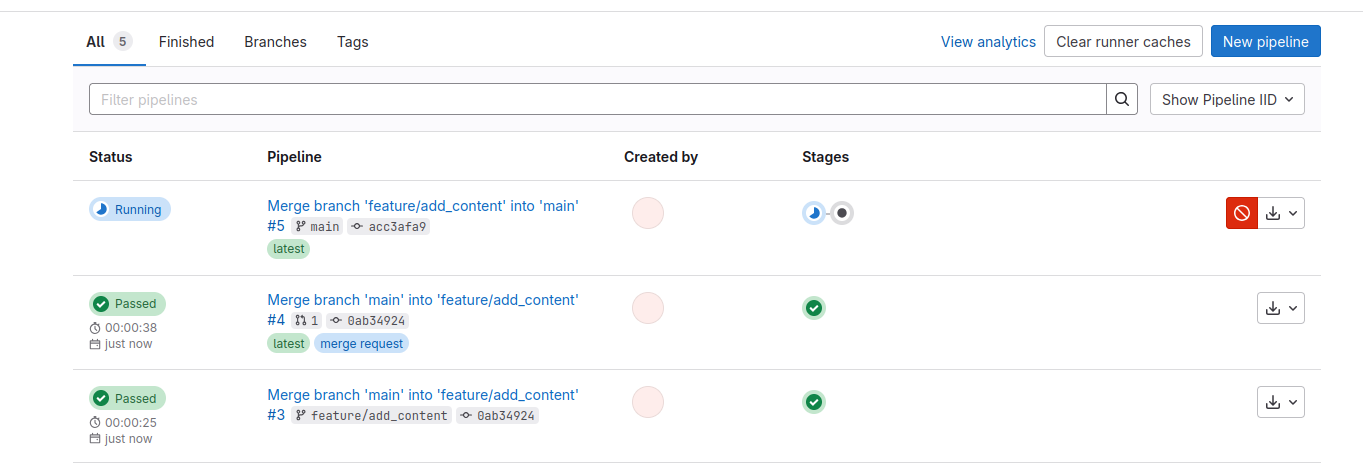 All 5 Finished Branches Tags View analytics Clear runner caches New pipeline
Filter pipelines Show Pipeline IID
Status Pipeline Created by Stages
Running
Merge branch 'feature/add_content' into 'main'
#5 main acc3afa9
latest
Passed
00:00:38
just now
Merge branch 'main' into 'feature/add_content'
#4 1 0ab34924
latest merge request
Passed
00:00:25
just now
Merge branch 'main' into 'feature/add_content'
#3 feature/add_content 0ab34924